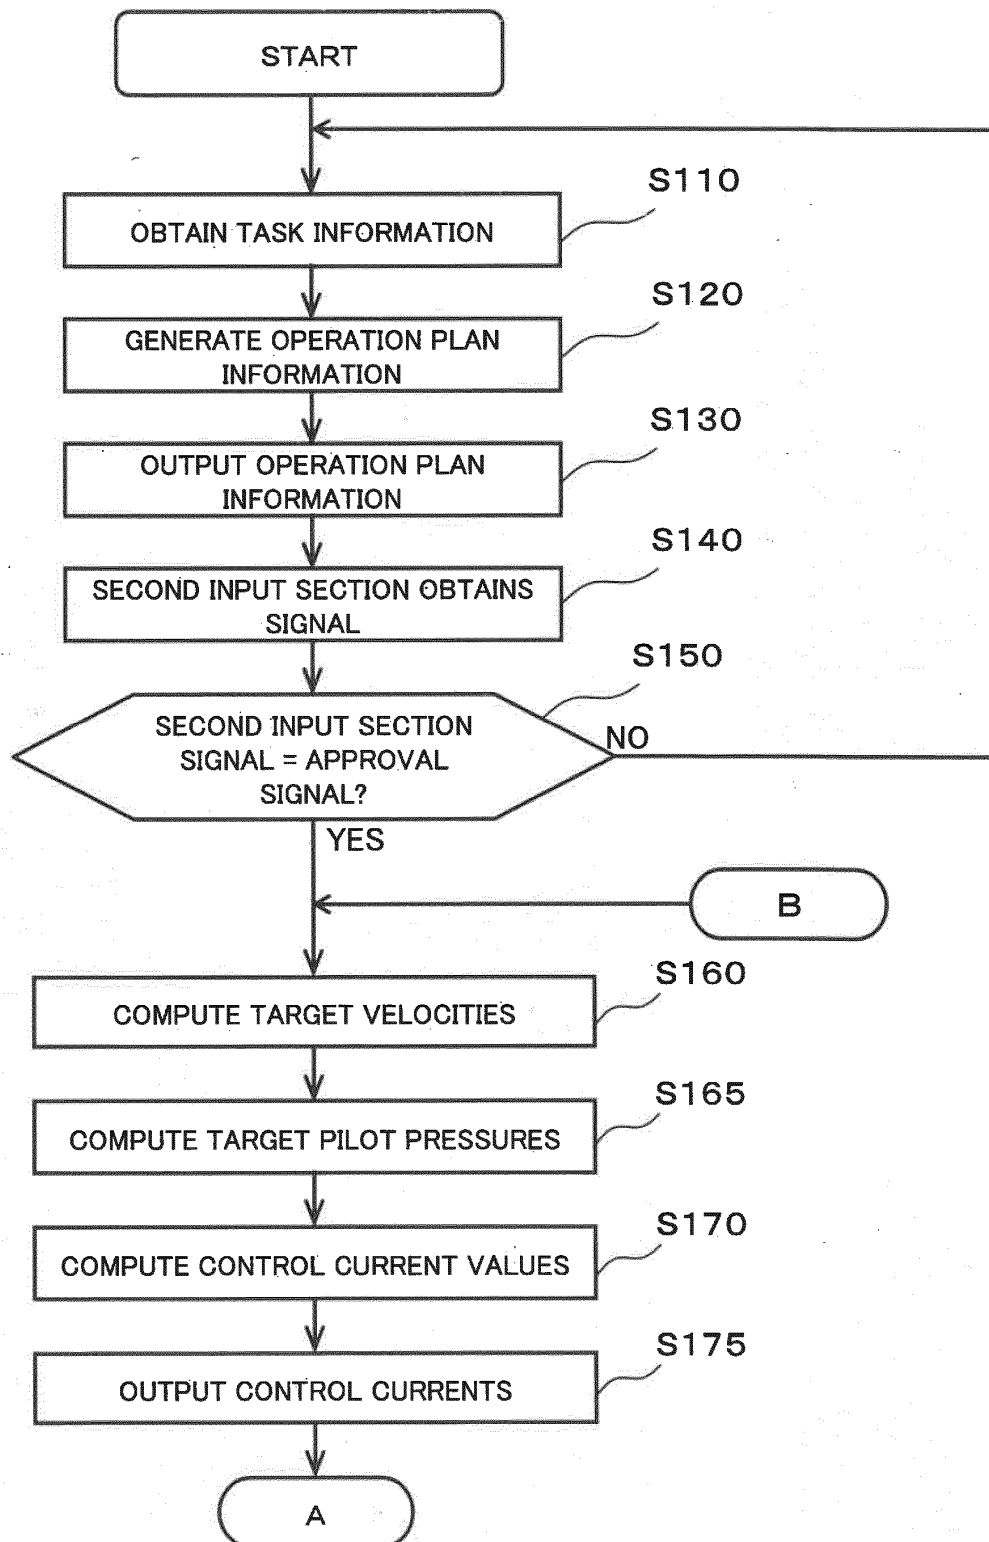 START
S110
OBTAIN TASK INFORMATION
S120
GENERATE OPERATION PLAN
INFORMATION
S130
OUTPUT OPERATION PLAN
INFORMATION
S140
SECOND INPUT SECTION OBTAINS
SIGNAL
S150
SECOND INPUT SECTION
SIGNAL = APPROVAL
SIGNAL?
NO
YES
B
S160
COMPUTE TARGET VELOCITIES
S165
COMPUTE TARGET PILOT PRESSURES
S170
COMPUTE CONTROL CURRENT VALUES
S175
OUTPUT CONTROL CURRENTS
A